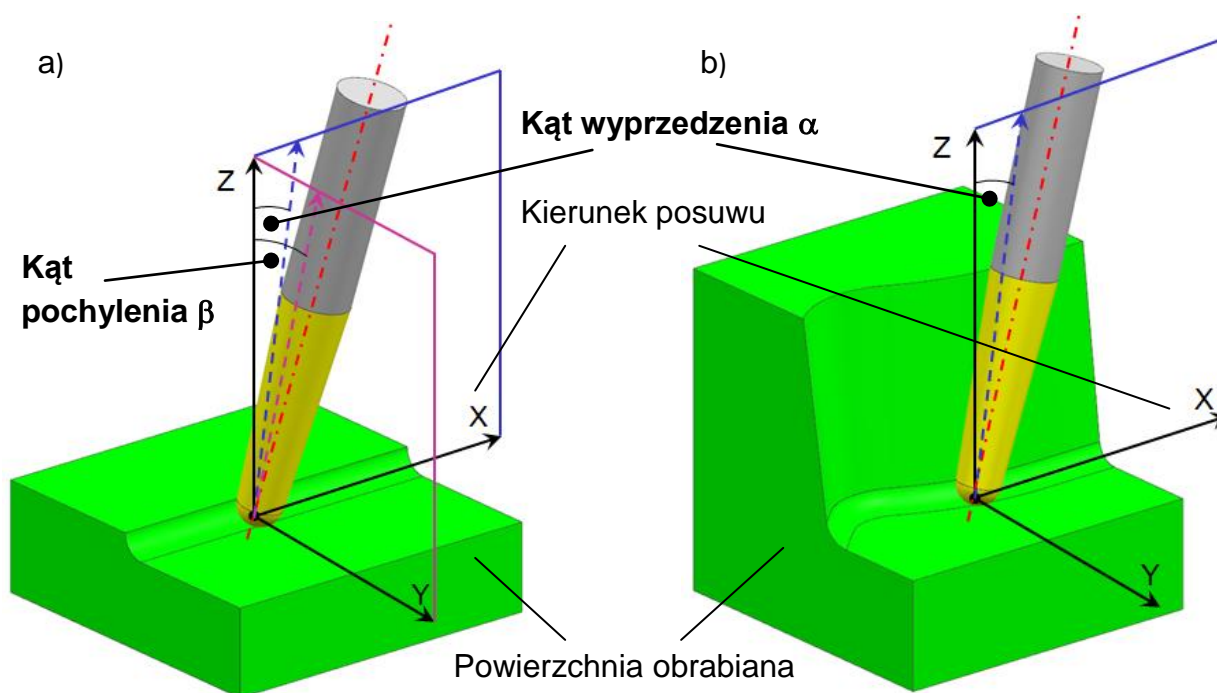 a)
b)
Kąt wyprzedzenia α
Z
Z
Kierunek posuwu
Kąt
pochylenia β
X
X
Y
Y
Powierzchnia obrabiana